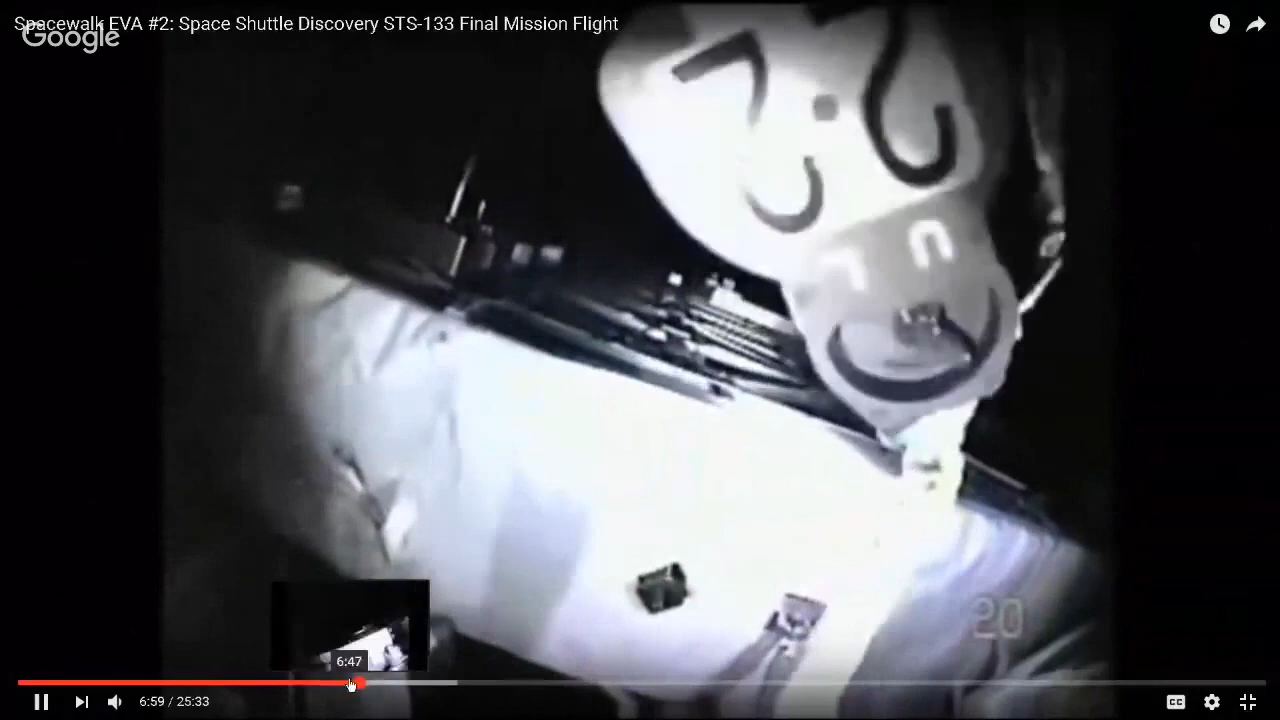 Spacewalk EVA #2: Space Shuttle Discovery STS-133 Final Mission Flight
Google
20
6:47
6:59 / 25:33
CC